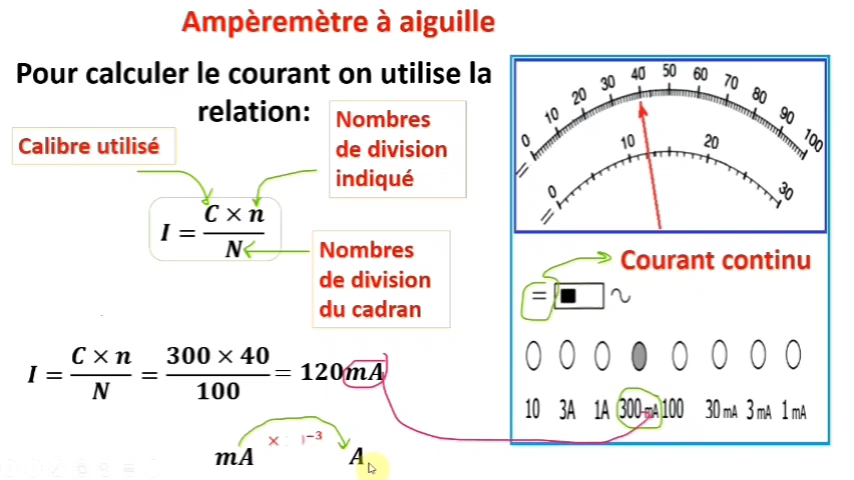 Ampèremètre à aiguille
Pour calculer le courant on utilise la
relation:
Calibre utilisé
Nombres
de division
indiqué
I = C × n / N
Nombres
de division
du cadran
I = C × n / N = 300 × 40 / 100 = 120mA
mA × -3 A
0 10 20 30 40 50 60 70 80 90 100
0 10 20 30
=
=
Courant continu
= ∿
10 3A 1A 300mA 100 30mA 3mA 1mA